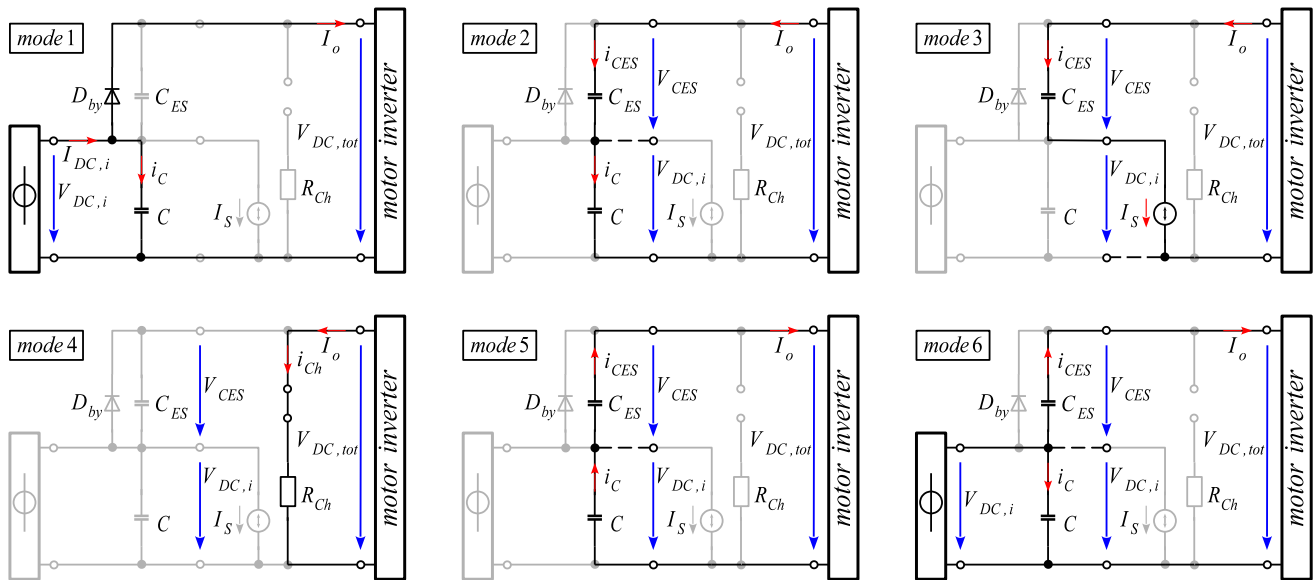 mode 1
I_o
D_by
C_ES
I_DC,i
i_C
V_DC,i
C
I_S
R_Ch
V_DC,tot
motor inverter
mode 2
I_o
i_CES
V_CES
D_by
C_ES
V_DC,tot
i_C
V_DC,i
C
I_S
R_Ch
motor inverter
mode 3
I_o
i_CES
V_CES
D_by
C_ES
V_DC,tot
V_DC,i
C
I_S
R_Ch
motor inverter
mode 4
I_o
i_Ch
V_CES
D_by
C_ES
V_DC,tot
V_DC,i
C
I_S
R_Ch
motor inverter
mode 5
I_o
i_CES
V_CES
D_by
C_ES
V_DC,tot
i_C
V_DC,i
C
I_S
R_Ch
motor inverter
mode 6
I_o
i_CES
V_CES
D_by
C_ES
V_DC,tot
V_DC,i
i_C
V_DC,i
C
I_S
R_Ch
motor inverter